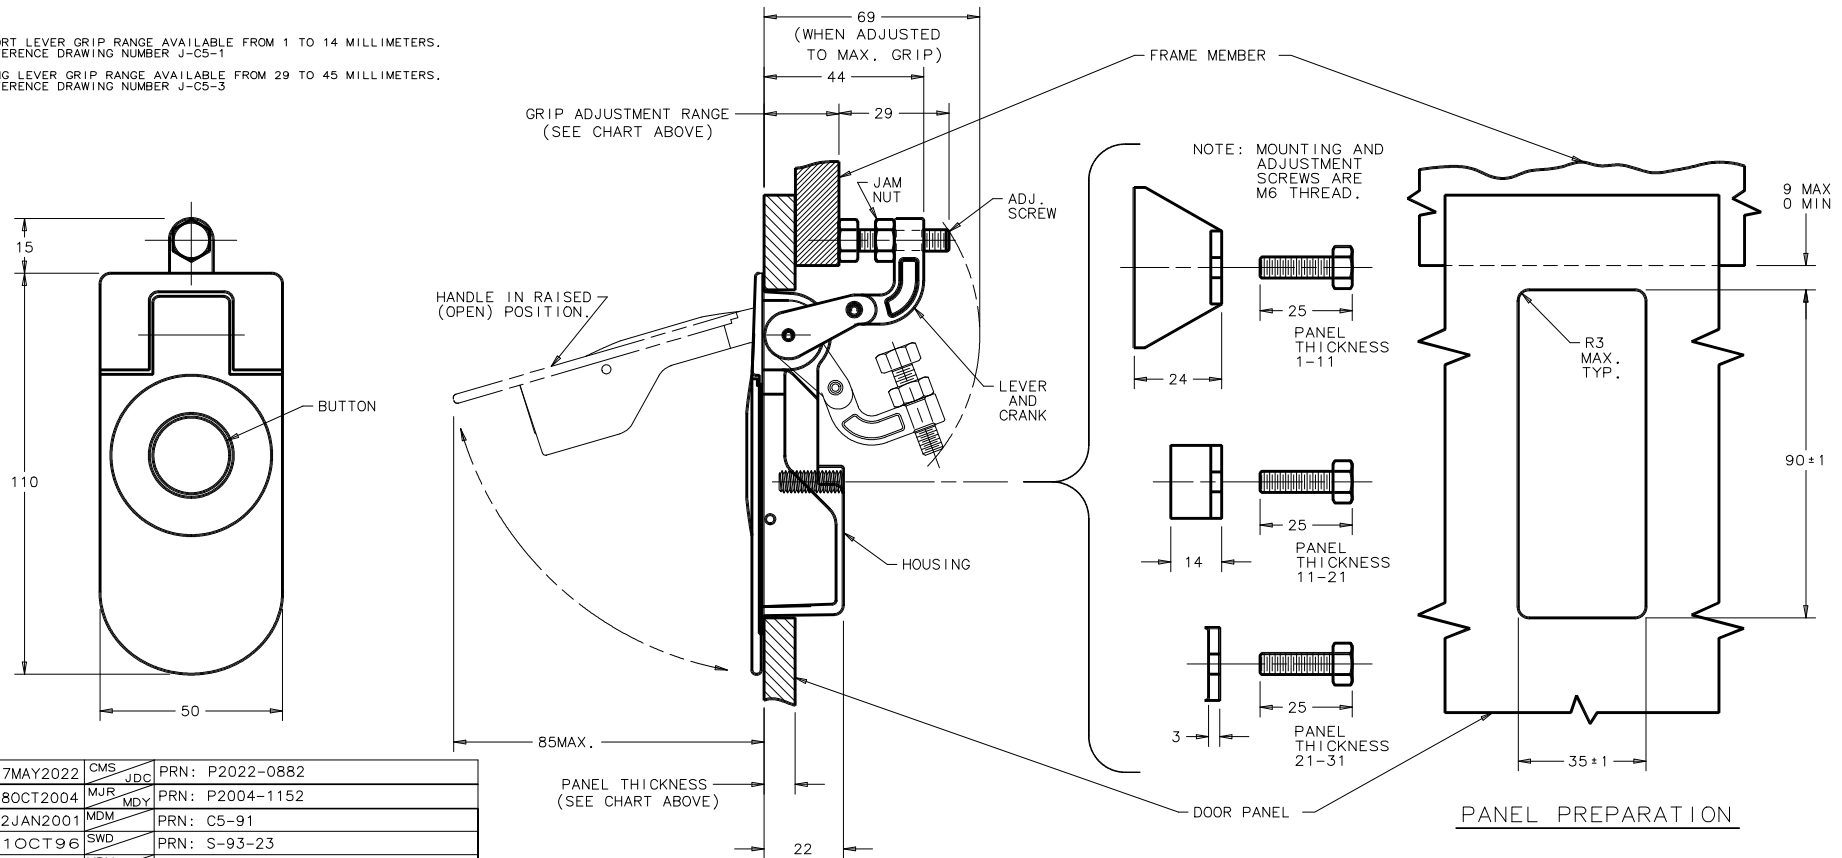 RT LEVER GRIP RANGE AVAILABLE FROM 1 TO 14 MILLIMETERS.
ERENCE DRAWING NUMBER J-C5-1
G LEVER GRIP RANGE AVAILABLE FROM 29 TO 45 MILLIMETERS.
ERENCE DRAWING NUMBER J-C5-3
69
(WHEN ADJUSTED
TO MAX. GRIP)
44
GRIP ADJUSTMENT RANGE
(SEE CHART ABOVE)
29
FRAME MEMBER
JAM
NUT
ADJ.
SCREW
NOTE: MOUNTING AND
ADJUSTMENT
SCREWS ARE
M6 THREAD.
9 MAX
0 MIN
15
HANDLE IN RAISED
(OPEN) POSITION.
25
PANEL
THICKNESS
1-11
24
R3
MAX.
TYP.
BUTTON
LEVER
AND
CRANK
110
90±1
25
PANEL
THICKNESS
11-21
14
HOUSING
50
25
PANEL
THICKNESS
21-31
3
85MAX.
35±1
PANEL THICKNESS
(SEE CHART ABOVE)
DOOR PANEL
PANEL PREPARATION
22
7MAY2022 CMS JDC PRN: P2022-0882
8OCT2004 MJR MDY PRN: P2004-1152
2JAN2001 MDM PRN: C5-91
1OCT96 SWD PRN: S-93-23